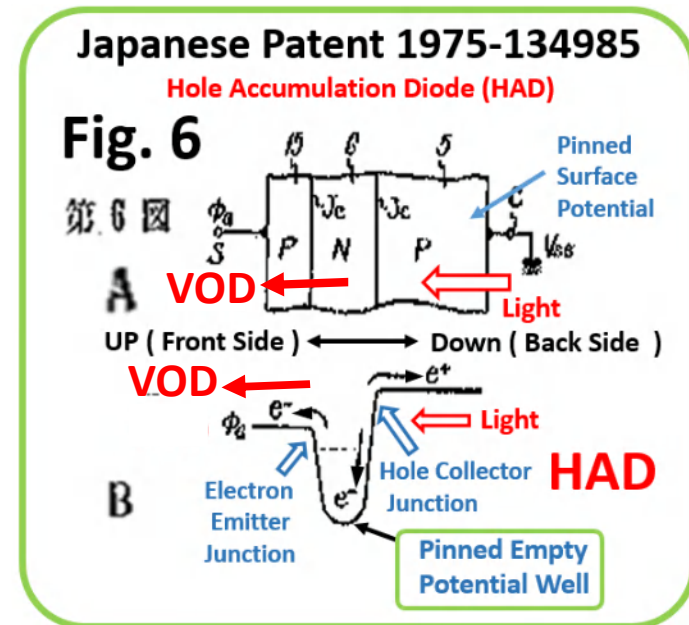 Japanese Patent 1975-134985
Hole Accumulation Diode (HAD)
Fig. 6
第6図
15 6 5
Pinned
Surface
Potential
φG
S
P
Jc
N
Jc
P
C
VSS
A
VOD
Light
UP ( Front Side )
Down ( Back Side )
VOD
e-
e+
φG
Light
Electron
Emitter
Junction
e-
Hole Collector
Junction
HAD
B
Pinned Empty
Potential Well